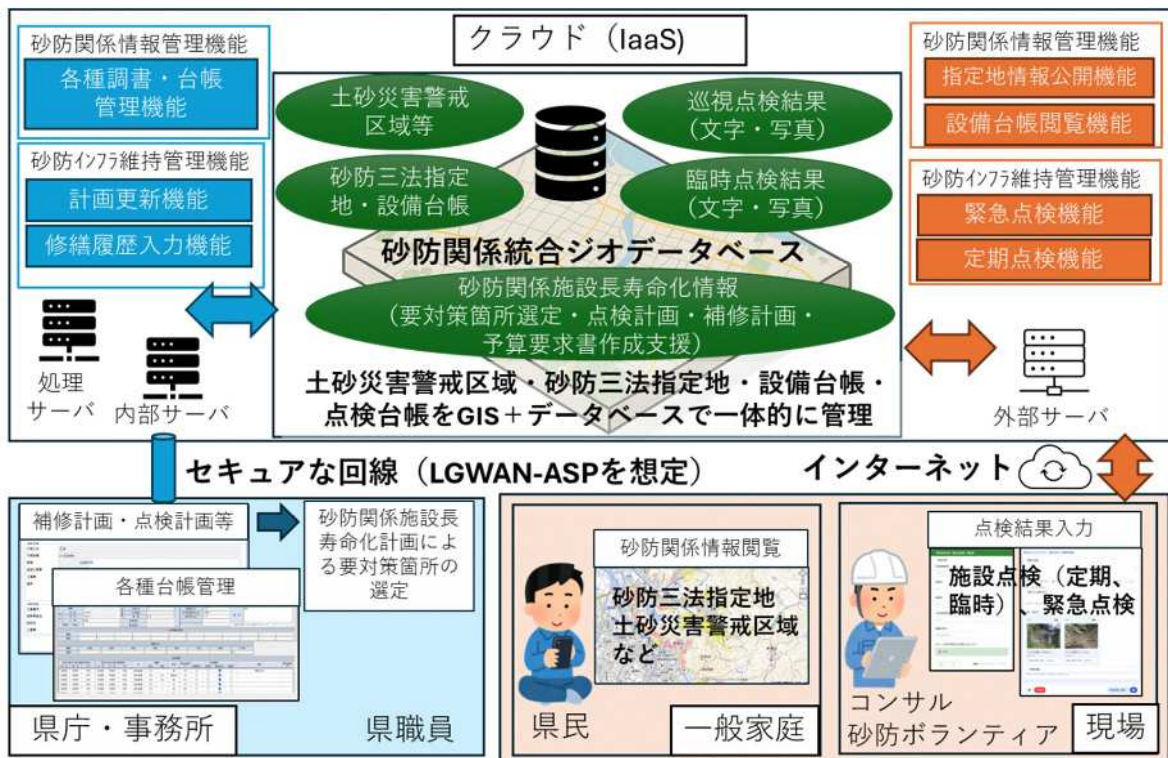 クラウド（IaaS)
砂防関係情報管理機能
各種調書・台帳
管理機能
砂防ｲﾝﾌﾗ維持管理機能
計画更新機能
修繕履歴入力機能
処理
サーバ
内部サーバ
土砂災害警戒
区域等
巡視点検結果
（文字・写真）
砂防三法指定
地・設備台帳
臨時点検結果
（文字・写真）
砂防関係統合ジオデータベース
砂防関係施設長寿命化情報
（要対策箇所選定・点検計画・補修計画・
予算要求書作成支援）
土砂災害警戒区域・砂防三法指定地・設備台帳・
点検台帳をGIS＋データベースで一体的に管理
砂防関係情報管理機能
指定地情報公開機能
設備台帳閲覧機能
砂防ｲﾝﾌﾗ維持管理機能
緊急点検機能
定期点検機能
外部サーバ
セキュアな回線（LGWAN-ASPを想定）
インターネット
補修計画・点検計画等
各種台帳管理
砂防関係施設長
寿命化計画によ
る要対策箇所の
選定
県庁・事務所
県職員
砂防関係情報閲覧
砂防三法指定地
土砂災害警戒区域
など
県民
一般家庭
点検結果入力
施設点検（定期、
臨時）、緊急点検
コンサル
砂防ボランティア
現場